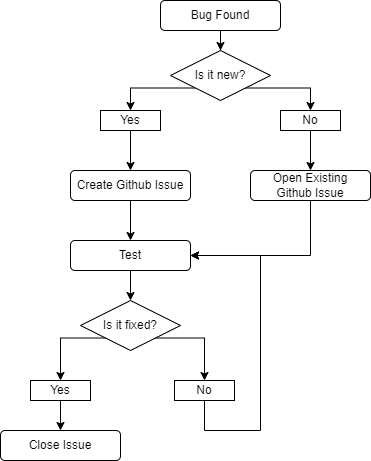 Bug Found
Is it new?
Yes
No
Create Github Issue
Open Existing
Github Issue
Test
Is it fixed?
Yes
No
Close Issue